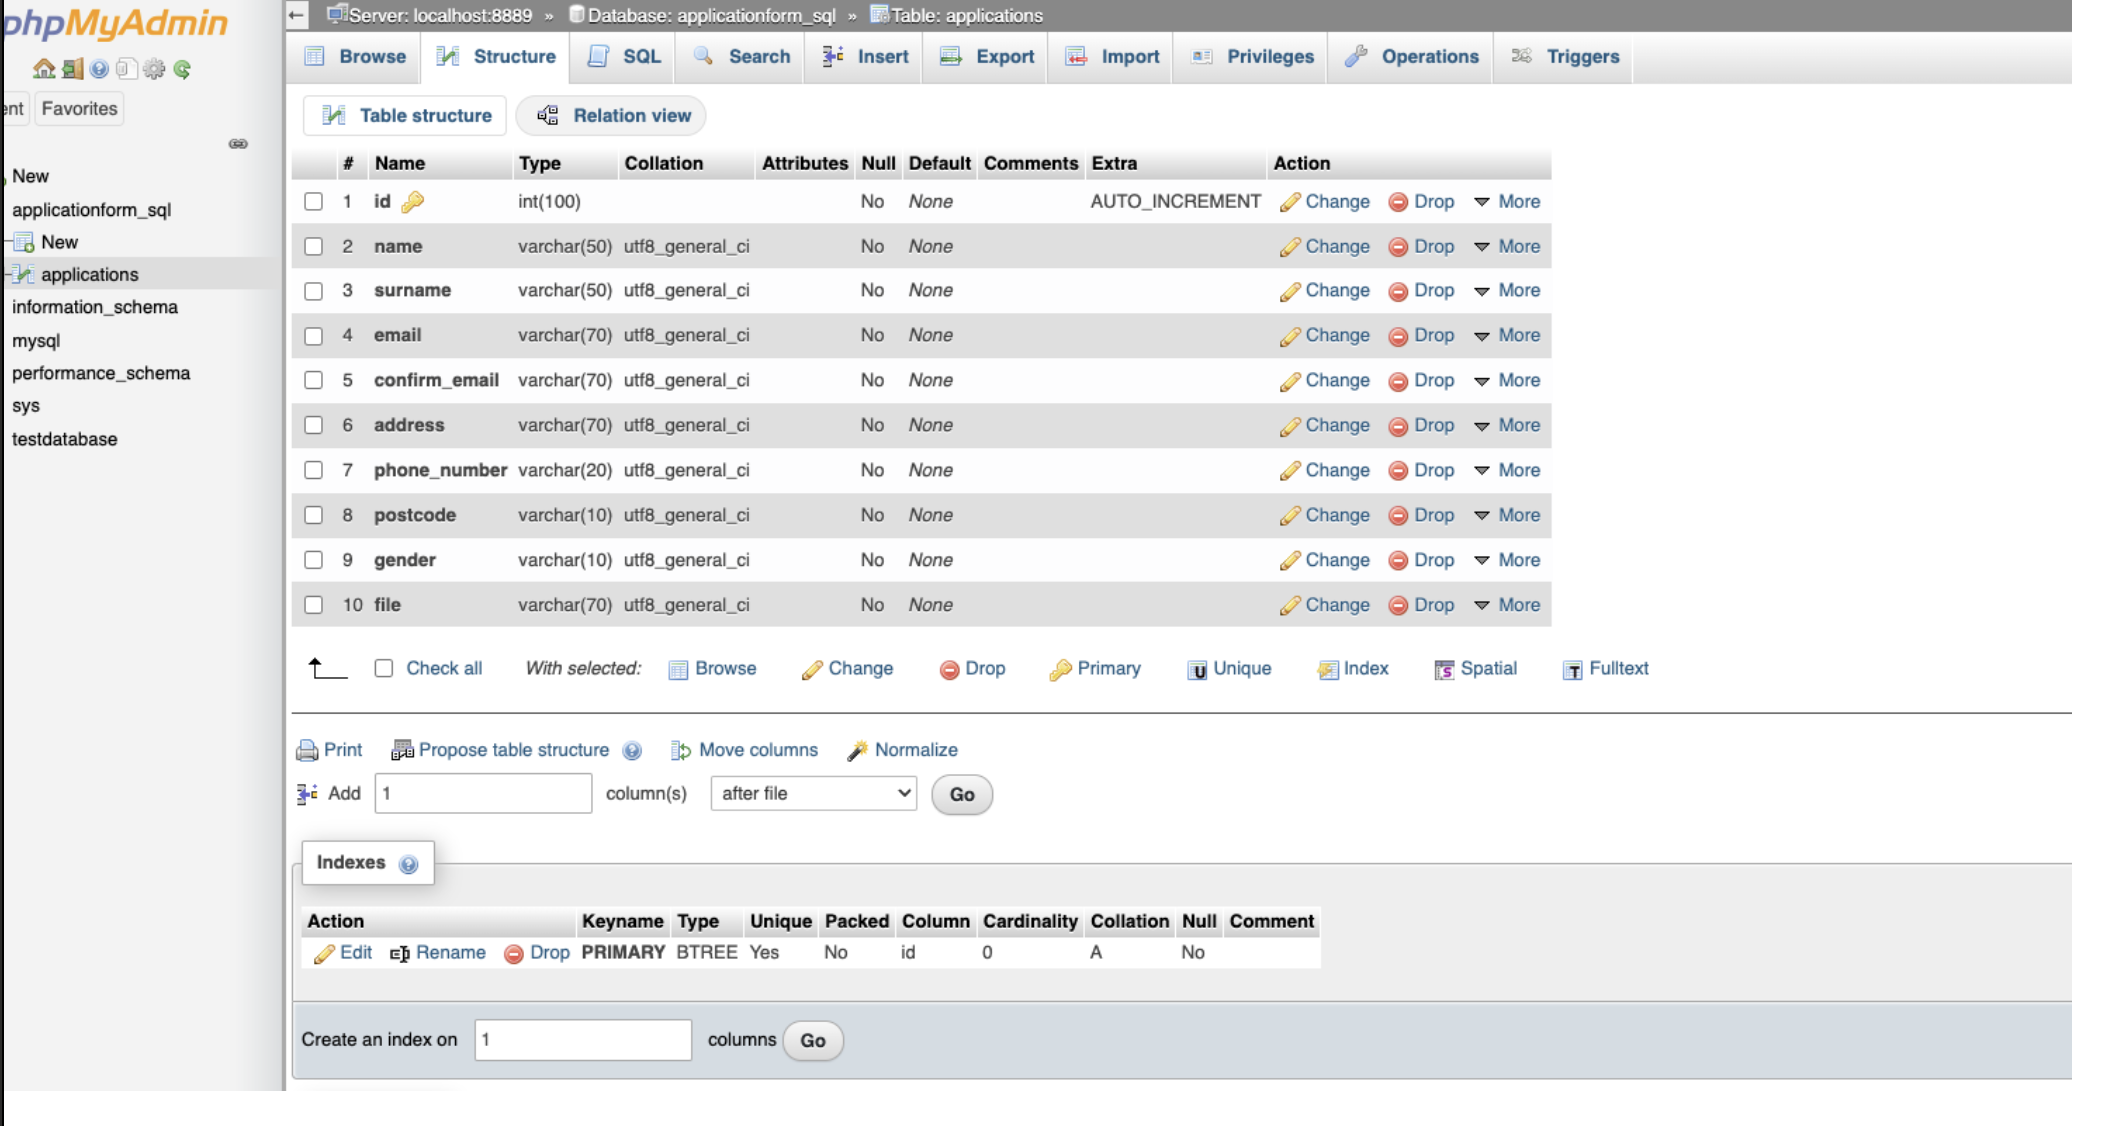 phpMyAdmin
ent Favorites
New
applicationform_sql
New
applications
information_schema
mysql
performance_schema
sys
testdatabase
Server: localhost:8889 » Database: applicationform_sql » Table: applications
Browse Structure SQL Search Insert Export Import Privileges Operations Triggers
Table structure Relation view
# Name Type Collation Attributes Null Default Comments Extra Action
1 id int(100) No None AUTO_INCREMENT Change Drop More
2 name varchar(50) utf8_general_ci No None Change Drop More
3 surname varchar(50) utf8_general_ci No None Change Drop More
4 email varchar(70) utf8_general_ci No None Change Drop More
5 confirm_email varchar(70) utf8_general_ci No None Change Drop More
6 address varchar(70) utf8_general_ci No None Change Drop More
7 phone_number varchar(20) utf8_general_ci No None Change Drop More
8 postcode varchar(10) utf8_general_ci No None Change Drop More
9 gender varchar(10) utf8_general_ci No None Change Drop More
10 file varchar(70) utf8_general_ci No None Change Drop More
Check all With selected: Browse Change Drop Primary Unique Index Spatial Fulltext
Print Propose table structure Move columns Normalize
Add 1 column(s) after file Go
Indexes
Action Keyname Type Unique Packed Column Cardinality Collation Null Comment
Edit Rename Drop PRIMARY BTREE Yes No id 0 A No
Create an index on 1 columns Go